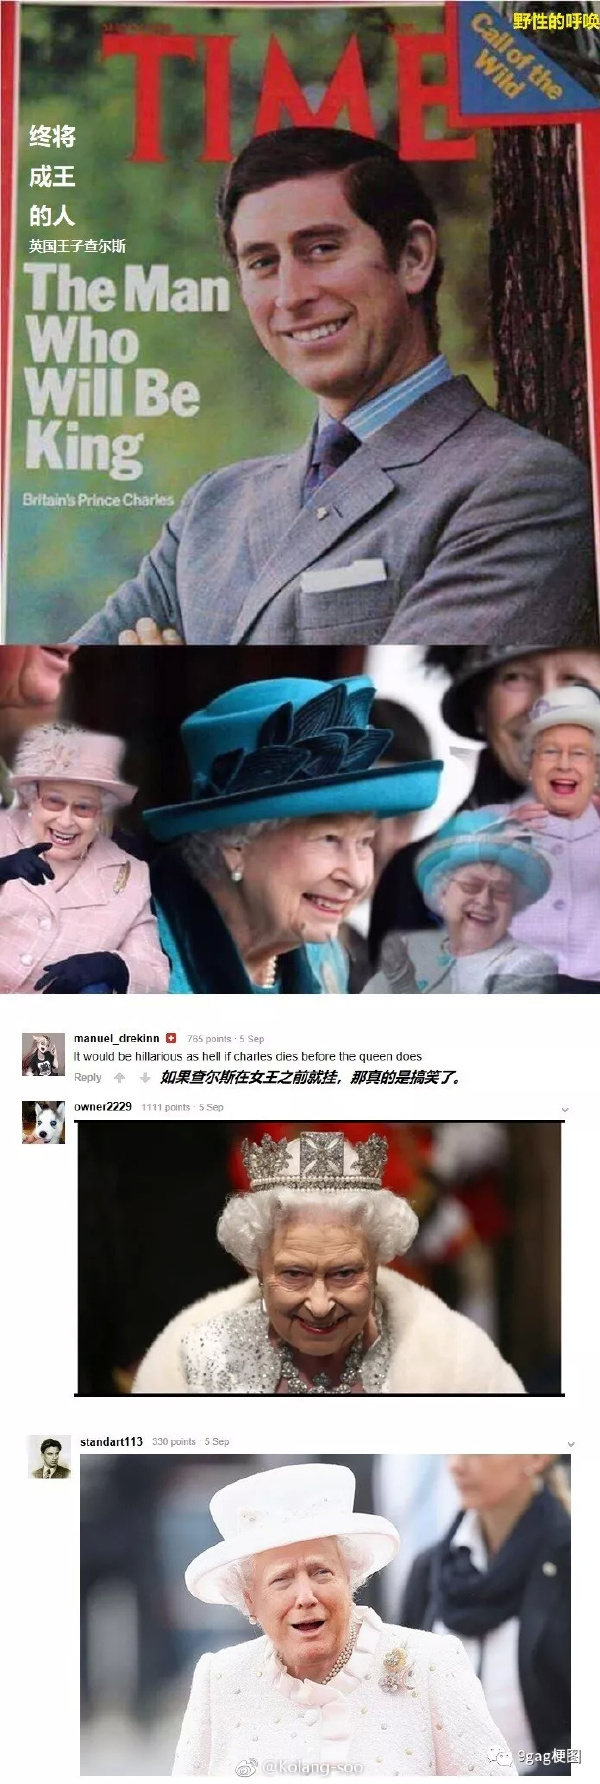 TIME
Call of the
Wild
野性的呼唤
终将
成王
的人
英国王子查尔斯
The Man
Who
Will Be
King
Britain's Prince Charles
manuel_drekinn 765 points · 5 Sep
It would be hillarious as hell if charles dies before the queen does
Reply
如果查尔斯在女王之前就挂，那真的是搞笑了。
owner2229 1111 points · 5 Sep
standart113 330 points · 5 Sep
@Kolang-soo
9gag梗图